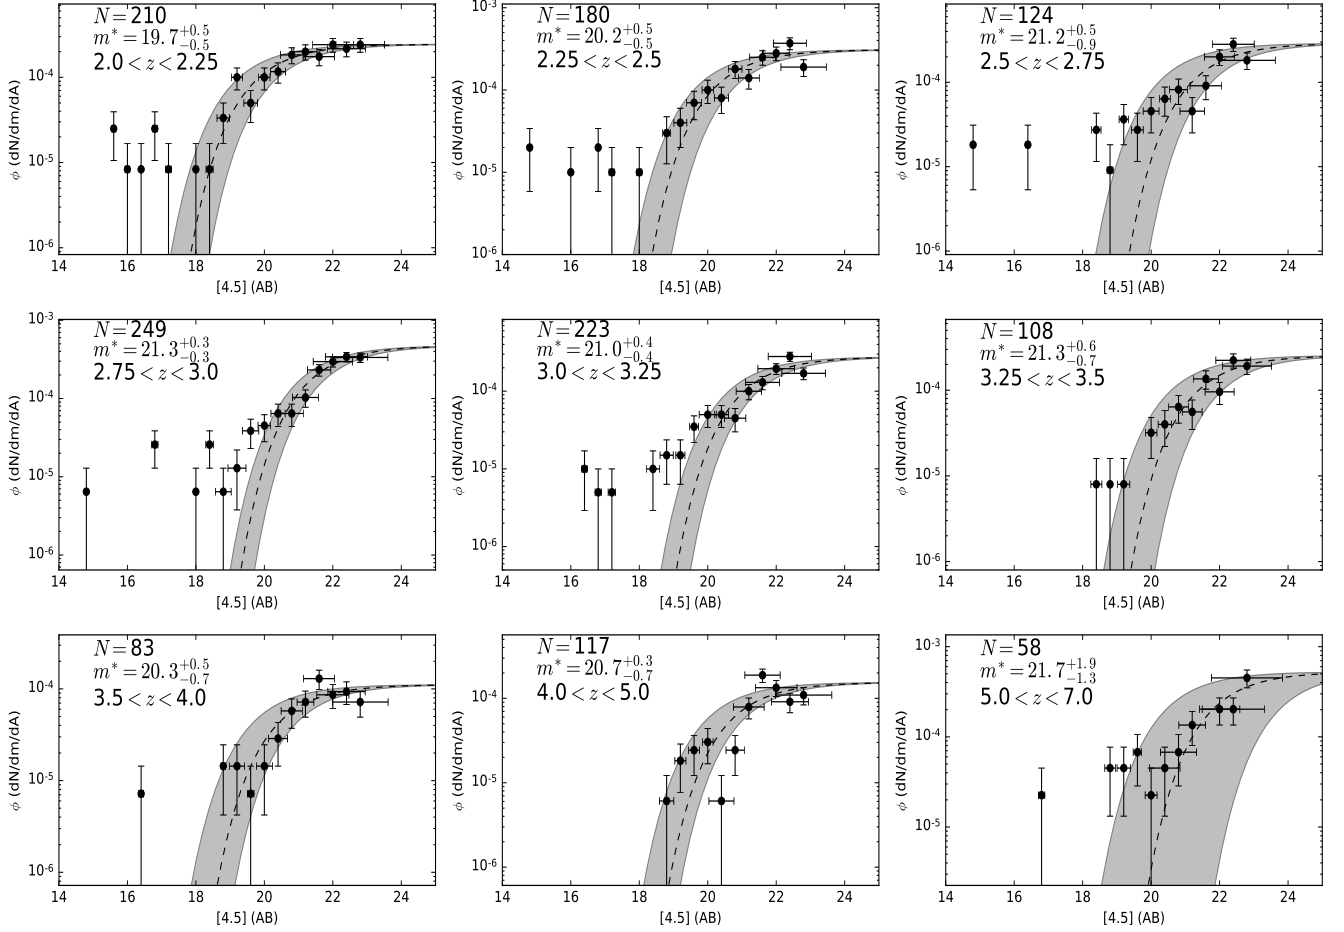 N = 210
m* = 19.7 +0.5 −0.5
2.0 < z < 2.25
10⁻⁴
10⁻⁵
10⁻⁶
ϕ (dN/dm/dA)
14 16 18 20 22 24
[4.5] (AB)
N = 180
m* = 20.2 +0.5 −0.5
2.25 < z < 2.5
10⁻³
10⁻⁴
10⁻⁵
10⁻⁶
ϕ (dN/dm/dA)
14 16 18 20 22 24
[4.5] (AB)
N = 124
m* = 21.2 +0.5 −0.9
2.5 < z < 2.75
10⁻⁴
10⁻⁵
10⁻⁶
ϕ (dN/dm/dA)
14 16 18 20 22 24
[4.5] (AB)
N = 249
m* = 21.3 +0.3 −0.3
2.75 < z < 3.0
10⁻³
10⁻⁴
10⁻⁵
10⁻⁶
ϕ (dN/dm/dA)
14 16 18 20 22 24
[4.5] (AB)
N = 223
m* = 21.0 +0.4 −0.4
3.0 < z < 3.25
10⁻⁴
10⁻⁵
10⁻⁶
ϕ (dN/dm/dA)
14 16 18 20 22 24
[4.5] (AB)
N = 108
m* = 21.3 +0.6 −0.7
3.25 < z < 3.5
10⁻⁴
10⁻⁵
10⁻⁶
ϕ (dN/dm/dA)
14 16 18 20 22 24
[4.5] (AB)
N = 83
m* = 20.3 +0.5 −0.7
3.5 < z < 4.0
10⁻⁴
10⁻⁵
10⁻⁶
ϕ (dN/dm/dA)
14 16 18 20 22 24
[4.5] (AB)
N = 117
m* = 20.7 +0.3 −0.7
4.0 < z < 5.0
10⁻⁴
10⁻⁵
10⁻⁶
ϕ (dN/dm/dA)
14 16 18 20 22 24
[4.5] (AB)
N = 58
m* = 21.7 +1.9 −1.3
5.0 < z < 7.0
10⁻³
10⁻⁴
10⁻⁵
ϕ (dN/dm/dA)
14 16 18 20 22 24
[4.5] (AB)